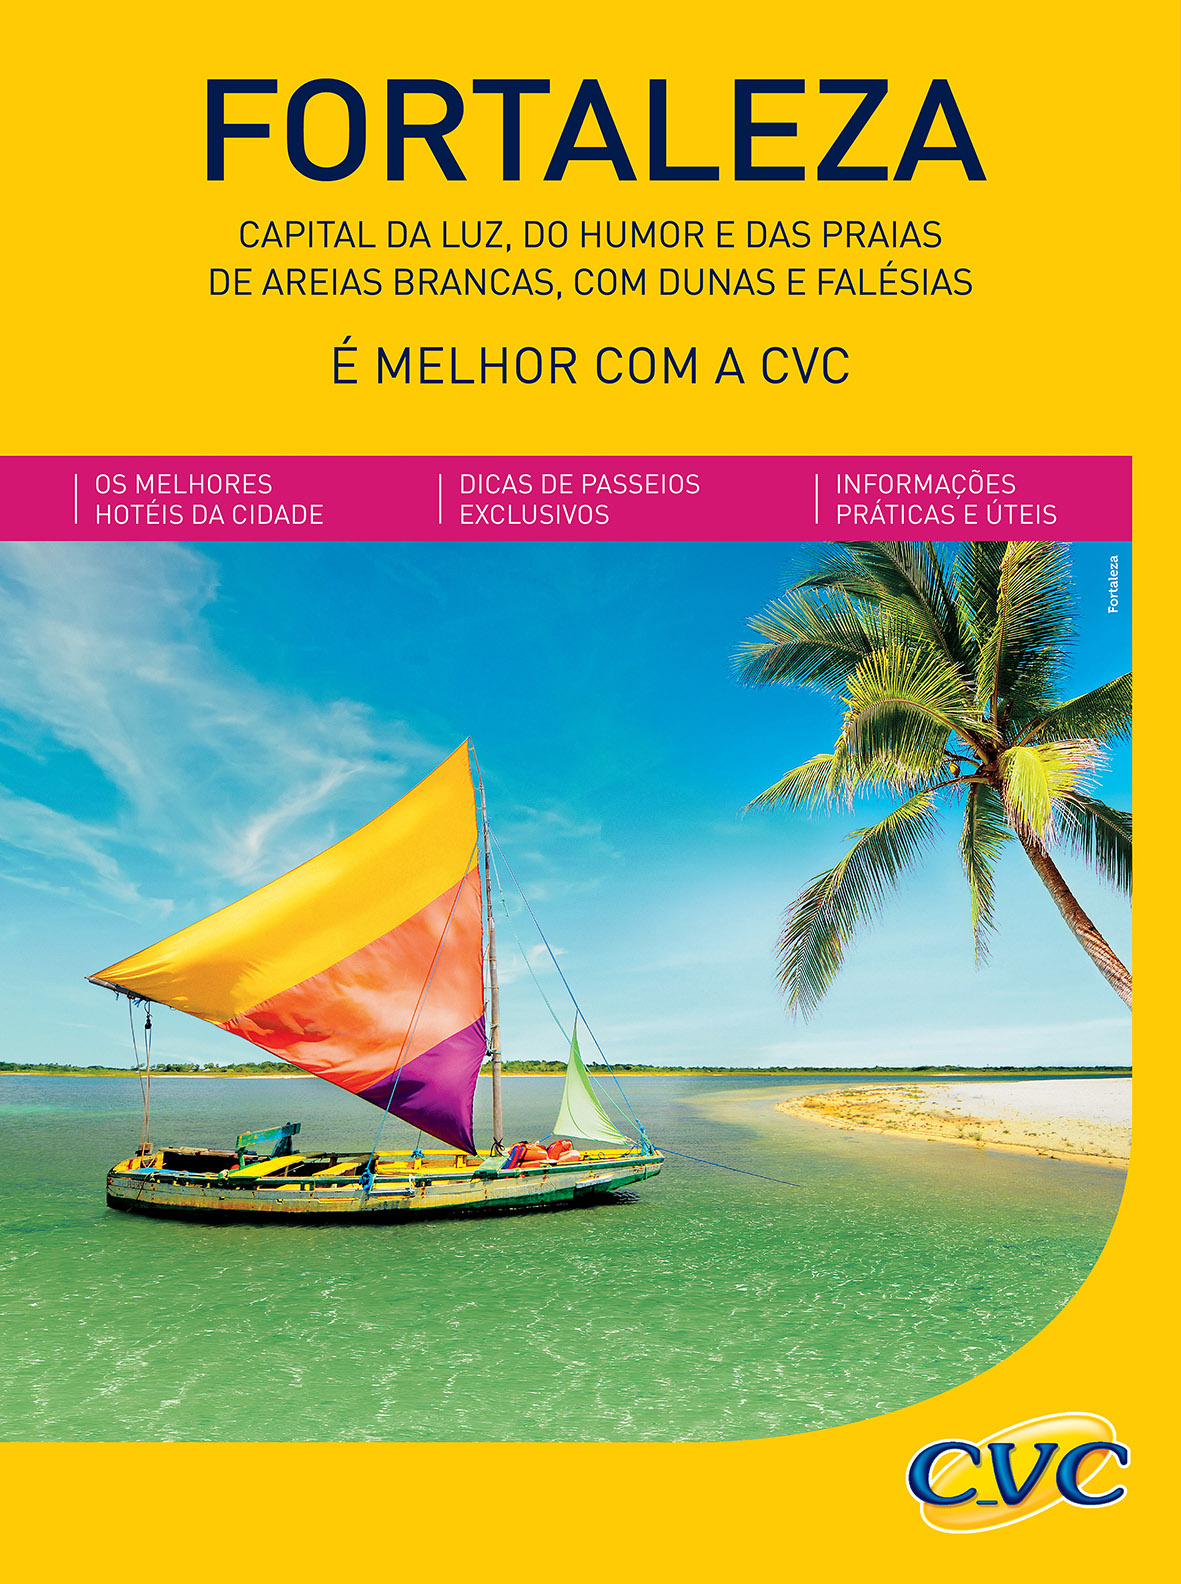 FORTALEZA
CAPITAL DA LUZ, DO HUMOR E DAS PRAIAS
DE AREIAS BRANCAS, COM DUNAS E FALÉSIAS
É MELHOR COM A CVC
OS MELHORES
HOTÉIS DA CIDADE
DICAS DE PASSEIOS
EXCLUSIVOS
INFORMAÇÕES
PRÁTICAS E ÚTEIS
Fortaleza
CVC